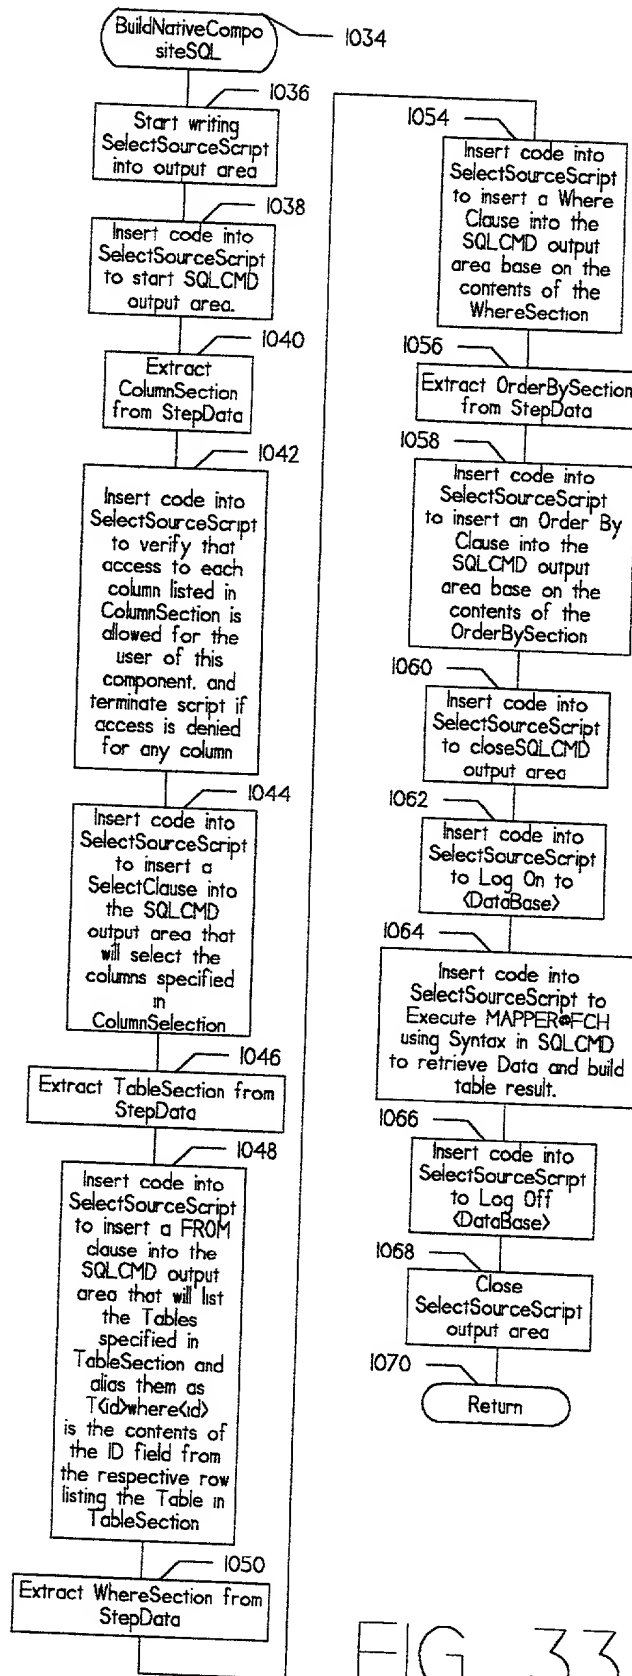 BuildNativeCompo
siteSQL
1034
1036
Start writing
SelectSourceScript
into output area
1038
Insert code into
SelectSourceScript
to start SQLCMD
output area.
1040
Extract
ColumnSection
from StepData
1042
Insert code into
SelectSourceScript
to verify that
access to each
column listed in
ColumnSection is
allowed for the
user of this
component. and
terminate script if
access is denied
for any column
1044
Insert code into
SelectSourceScript
to insert a
SelectClause into
the SQLCMD
output area that
will select the
columns specified
in
ColumnSelection
1046
Extract TableSection from
StepData
1048
Insert code into
SelectSourceScript
to insert a FROM
clause into the
SQLCMD output
area that will list
the Tables
specified in
TableSection and
alias them as
T<id>where<id>
is the contents of
the ID field from
the respective row
listing the Table in
TableSection
1050
Extract WhereSection from
StepData
1054
Insert code into
SelectSourceScript
to insert a Where
Clause into the
SQLCMD output
area base on the
contents of the
WhereSection
1056
Extract OrderBySection
from StepData
1058
Insert code into
SelectSourceScript
to insert an Order By
Clause into the
SQLCMD output
area base on the
contents of the
OrderBySection
1060
Insert code into
SelectSourceScript
to closeSQLCMD
output area
1062
Insert code into
SelectSourceScript
to Log On to
<DataBase>
1064
Insert code into
SelectSourceScript to
Execute MAPPER@FCH
using Syntax in SQLCMD
to retrieve Data and build
table result.
1066
Insert code into
SelectSourceScript
to Log Off
<DataBase>
1068
Close
SelectSourceScript
output area
1070
Return
FIG. 33